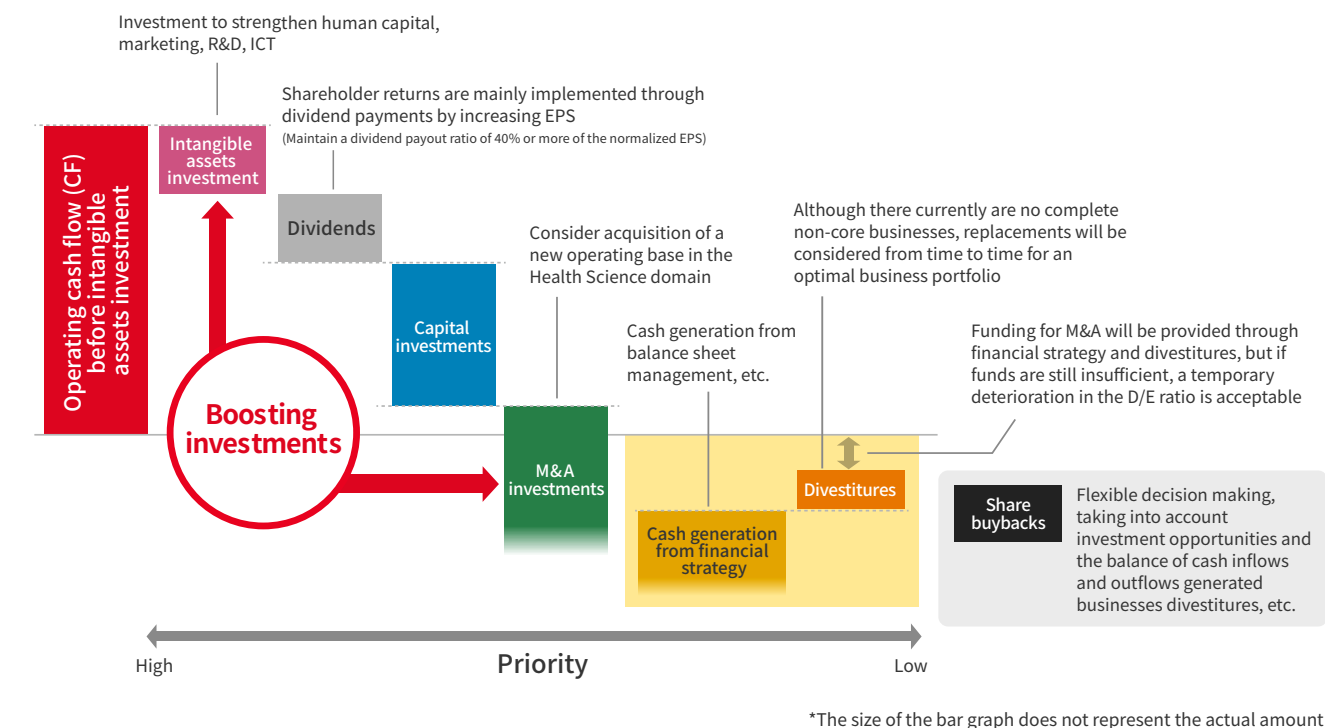 Investment to strengthen human capital,
marketing, R&D, ICT
Shareholder returns are mainly implemented through
dividend payments by increasing EPS
(Maintain a dividend payout ratio of 40% or more of the normalized EPS)
Operating cash flow (CF)
before intangible
assets investment
Intangible
assets
investment
Dividends
Capital
investments
Consider acquisition of a
new operating base in the
Health Science domain
M&A
investments
Boosting
investments
Cash generation from
balance sheet
management, etc.
Cash generation
from financial
strategy
Although there currently are no complete
non-core businesses, replacements will be
considered from time to time for an
optimal business portfolio
Divestitures
Funding for M&A will be provided through
financial strategy and divestitures, but if
funds are still insufficient, a temporary
deterioration in the D/E ratio is acceptable
Share
buybacks
Flexible decision making,
taking into account
investment opportunities and
the balance of cash inflows
and outflows generated
businesses divestitures, etc.
High
Priority
Low
*The size of the bar graph does not represent the actual amount